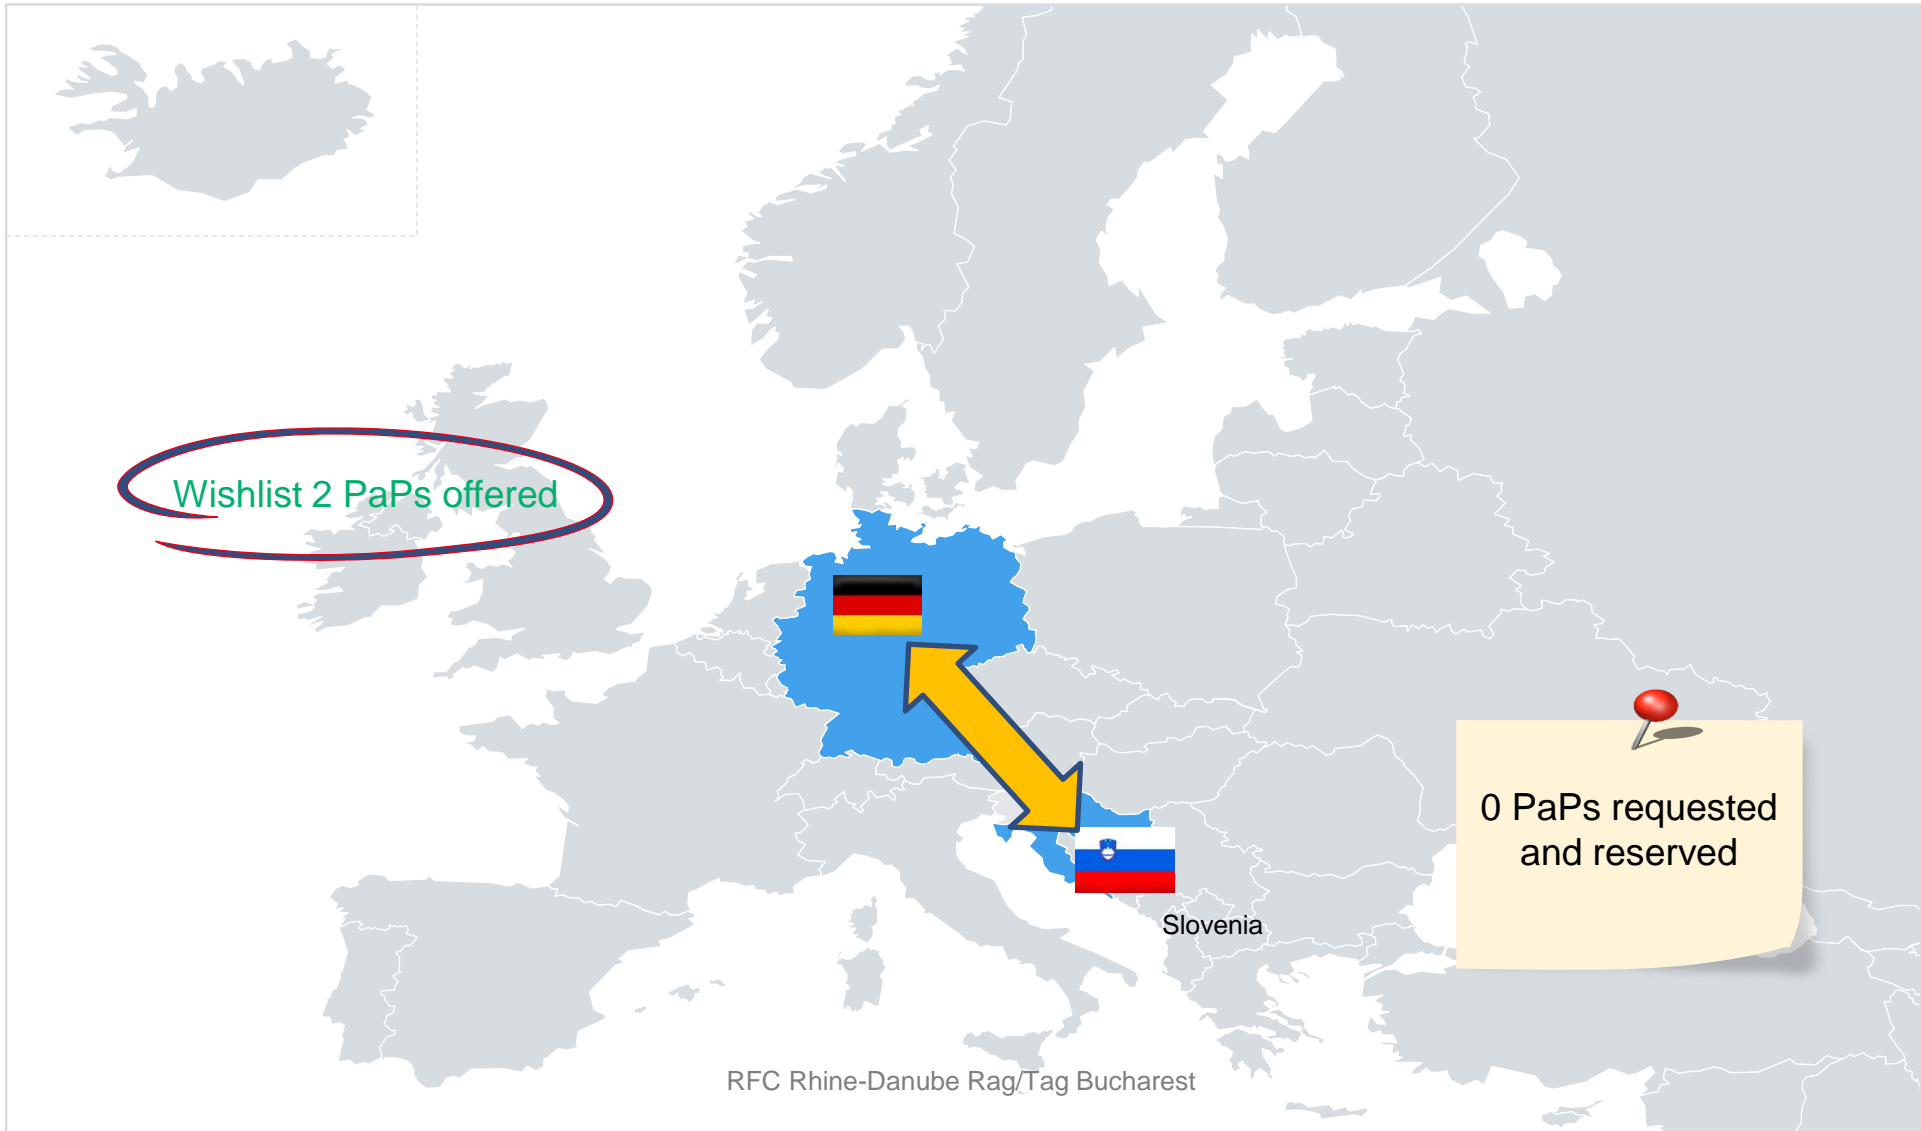 Wishlist 2 PaPs offered
0 PaPs requested
and reserved
Slovenia
RFC Rhine-Danube Rag/Tag Bucharest